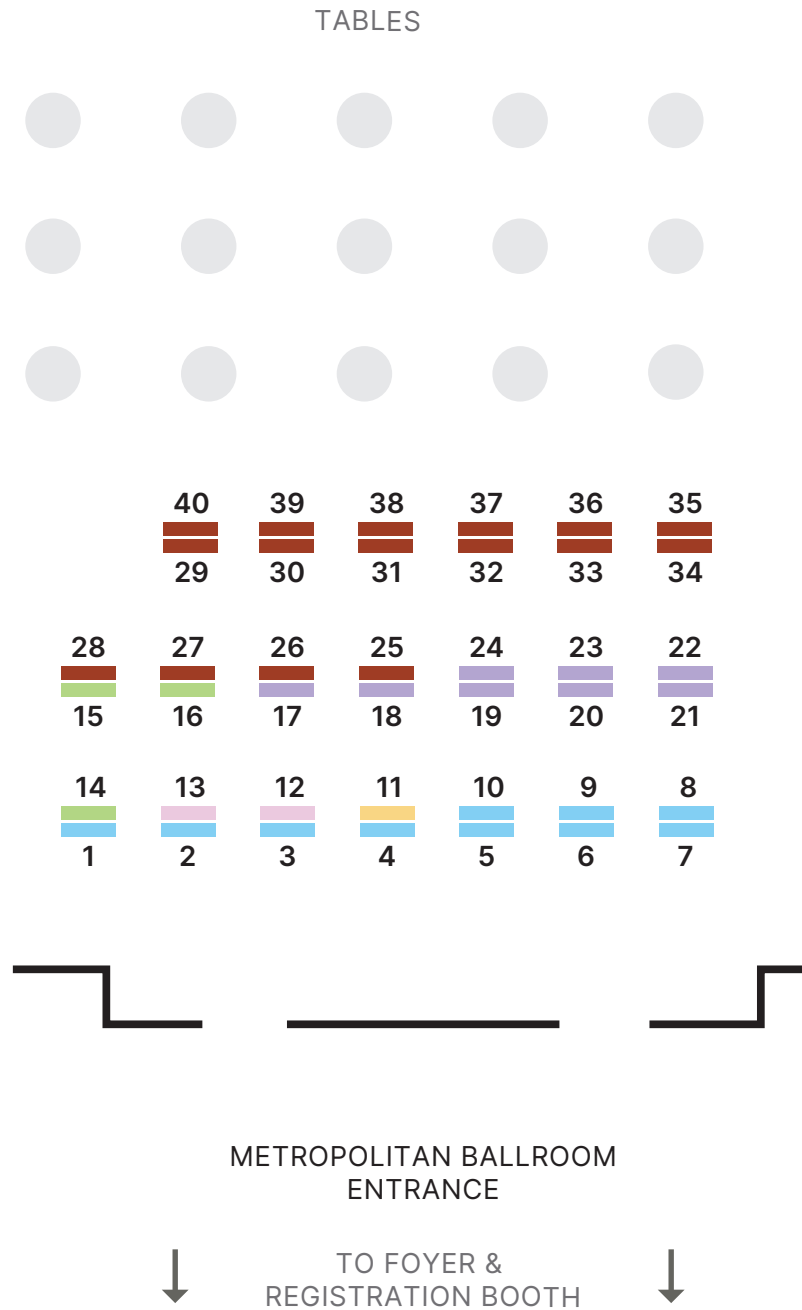 TABLES
40 39 38 37 36 35
29 30 31 32 33 34
28 27 26 25 24 23 22
15 16 17 18 19 20 21
14 13 12 11 10 9 8
1 2 3 4 5 6 7
METROPOLITAN BALLROOM
ENTRANCE
TO FOYER &
REGISTRATION BOOTH